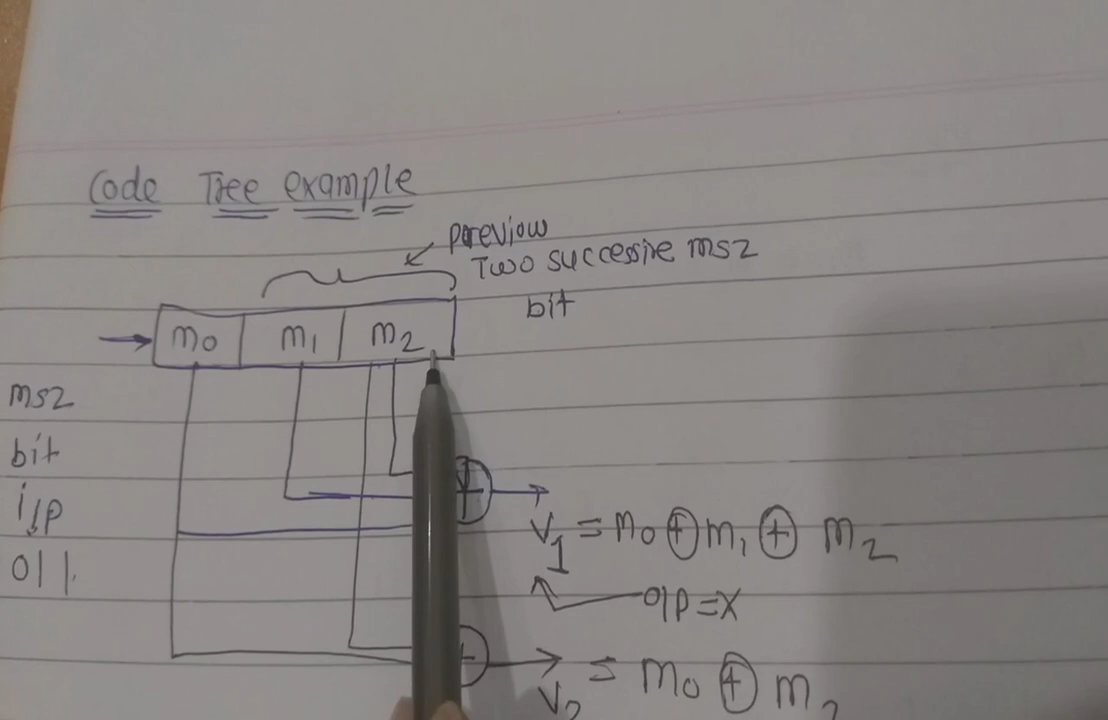 Code Tree example
previow
Two successive msz
bit
m0 m1 m2
msz
bit
i/p
011.
V1 = m0 ⊕ m1 ⊕ m2
o/p = X
V2 = m0 ⊕ m2